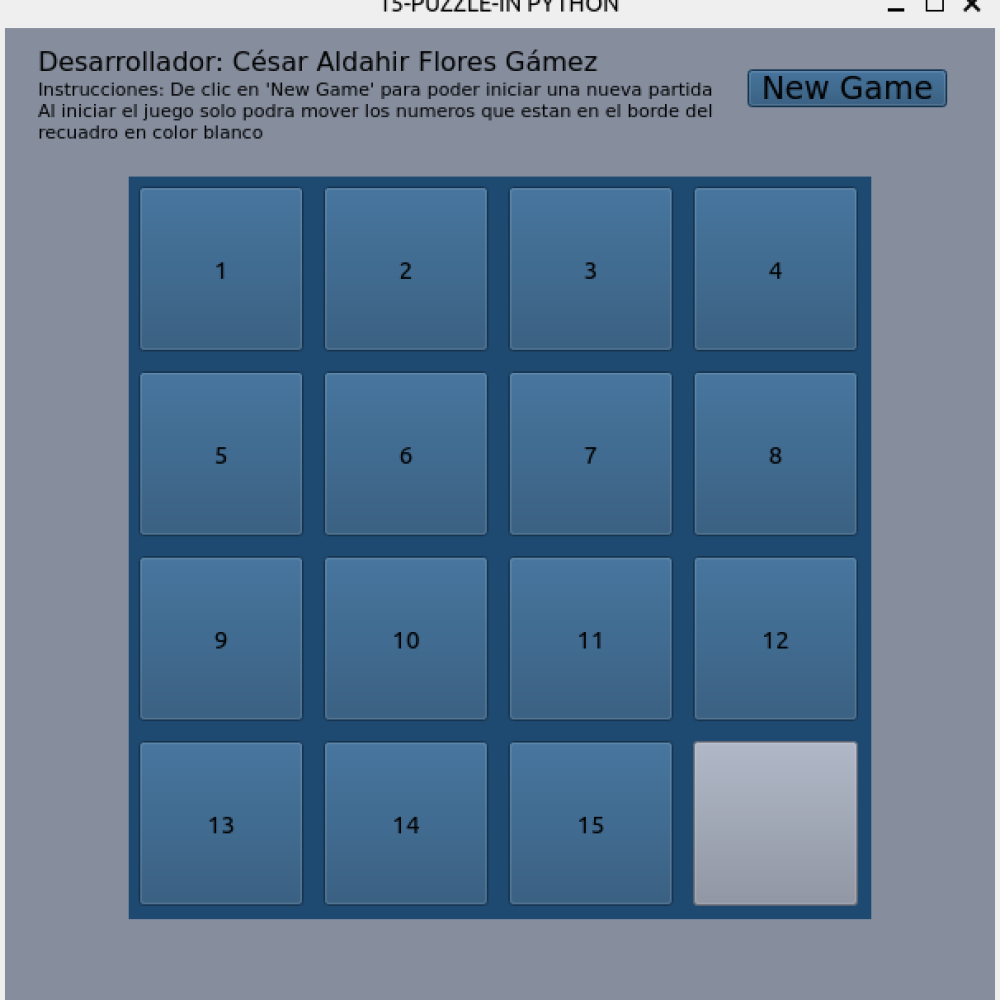 15-PUZZLE-IN PYTHON
Desarrollador: César Aldahir Flores Gámez
Instrucciones: De clic en 'New Game' para poder iniciar una nueva partida
Al iniciar el juego solo podra mover los numeros que estan en el borde del
recuadro en color blanco
New Game
1 2 3 4
5 6 7 8
9 10 11 12
13 14 15